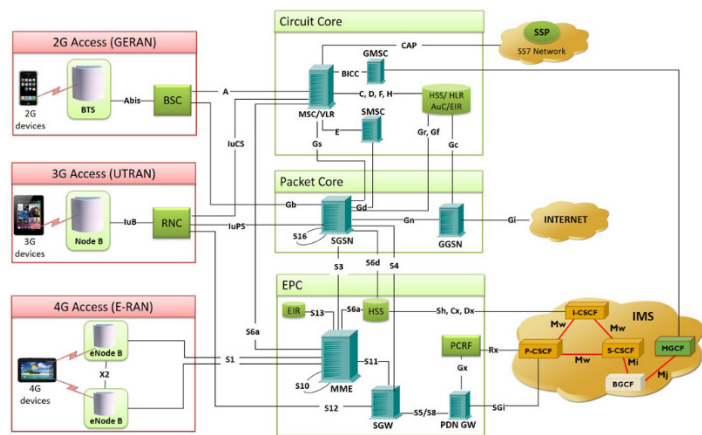 Circuit Core
2G Access (GERAN)
SSP
SS7 Network
CAP
GMSC
BICC
A
C, D, F, H
HSS/ HLR
AuC/EIR
MSC/VLR
SMSC
E
BTS
Abis
BSC
2G
devices
IuCS
Gs
Gr, Gf
Gc
3G Access (UTRAN)
Packet Core
Gb
Gd
Node B
IuB
RNC
IuPS
Gn
Gi
INTERNET
3G
devices
S16
SGSN
GGSN
S3
S6d
S4
4G Access (E-RAN)
EPC
EIR
S13
S6a
HSS
Sh, Cx, Dx
I-CSCF
IMS
S6a
Mw
Mw
eNode B
S1
PCRF
Rx
P-CSCF
S-CSCF
MGCF
X2
S11
Mw
Mi
4G
devices
S10
MME
Gx
Mj
BGCF
eNode B
S12
S5/S8
SGi
SGW
PDN GW